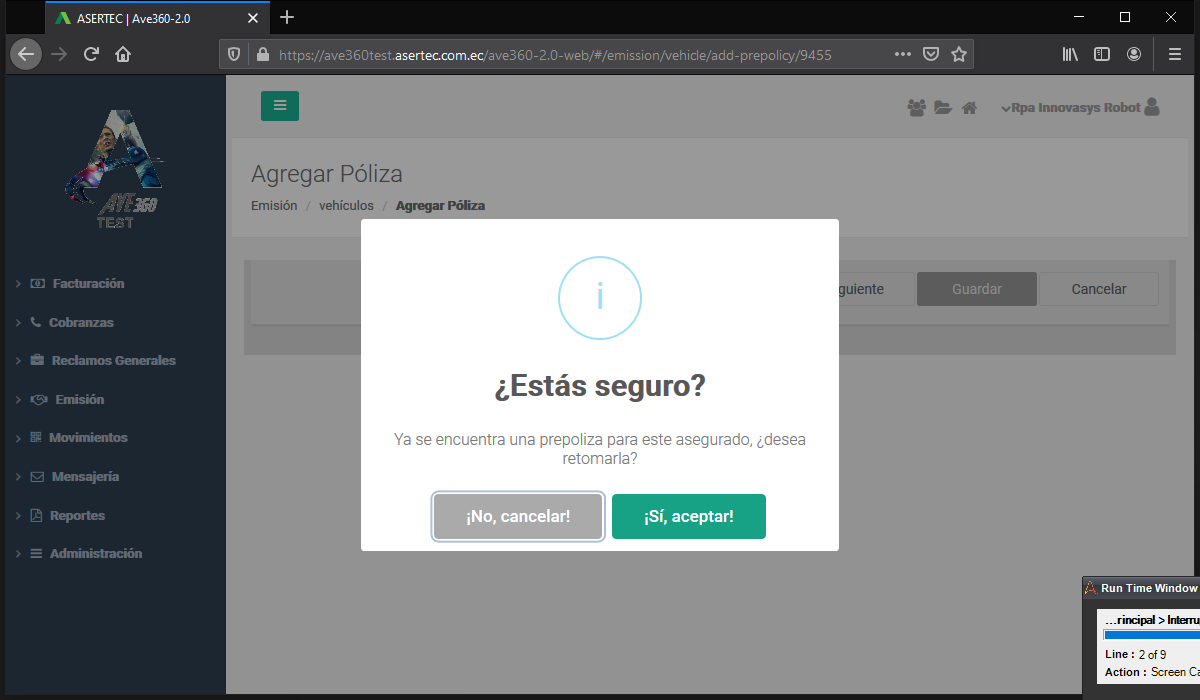 ASERTEC | Ave360-2.0
https://ave360test.asertec.com.ec/ave360-2.0-web/#/emission/vehicle/add-prepolicy/9455
AVE360
TEST
Rpa Innovasys Robot
Agregar Póliza
Emisión / vehículos / Agregar Póliza
guiente
Guardar
Cancelar
Facturación
Cobranzas
Reclamos Generales
Emisión
Movimientos
Mensajería
Reportes
Administración
i
¿Estás seguro?
Ya se encuentra una prepoliza para este asegurado, ¿desea
retomarla?
¡No, cancelar!
¡Sí, aceptar!
Run Time Window
...rincipal > Interru
Line : 2 of 9
Action : Screen Ca